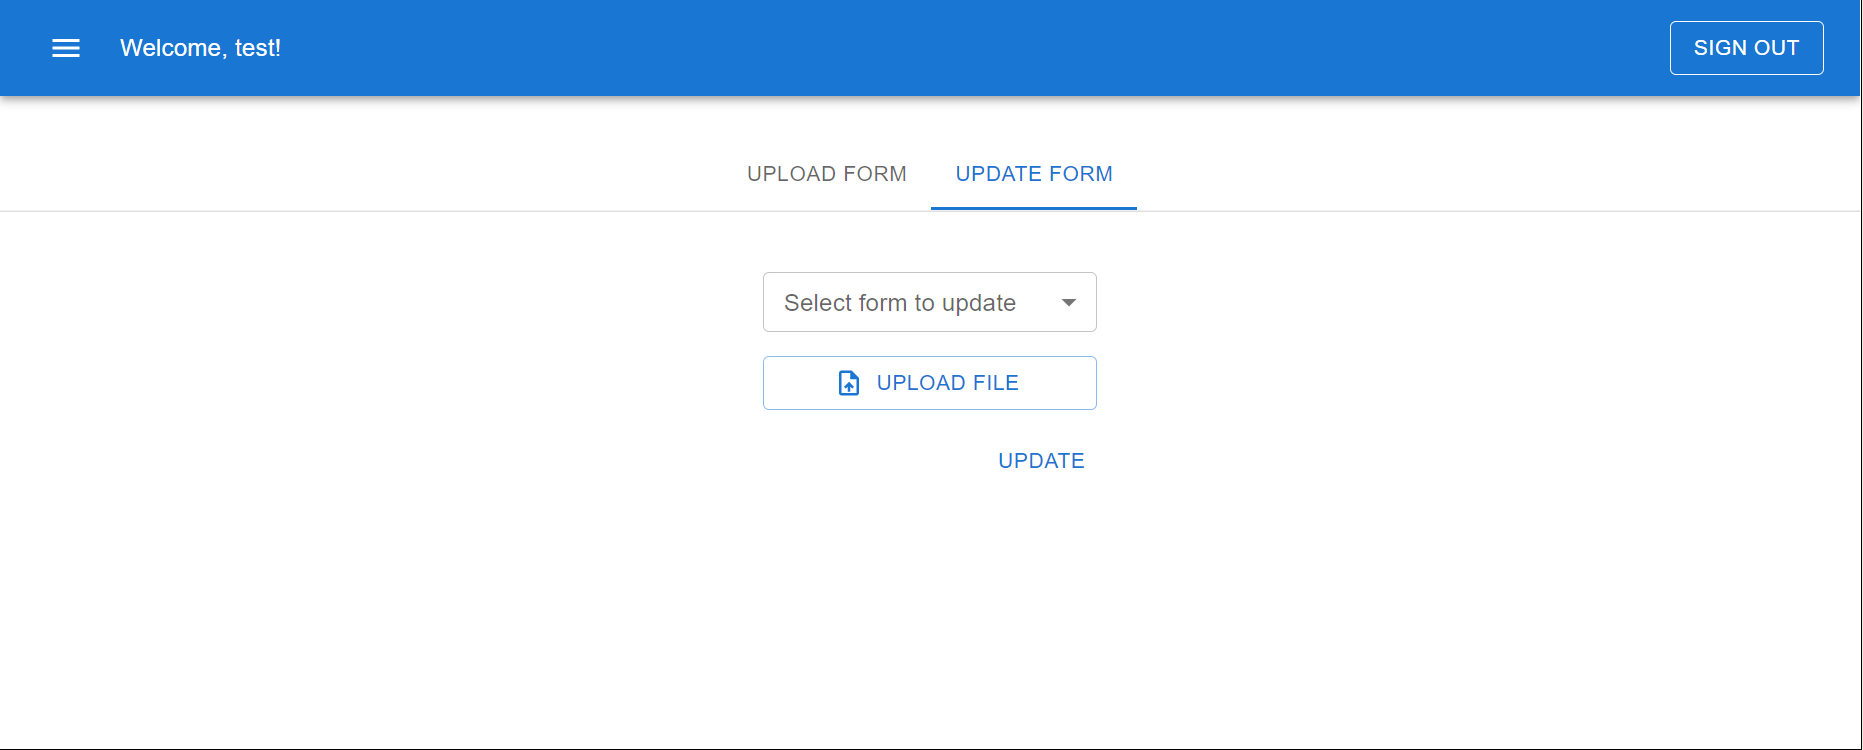 Welcome, test!
SIGN OUT
UPLOAD FORM
UPDATE FORM
Select form to update
UPLOAD FILE
UPDATE